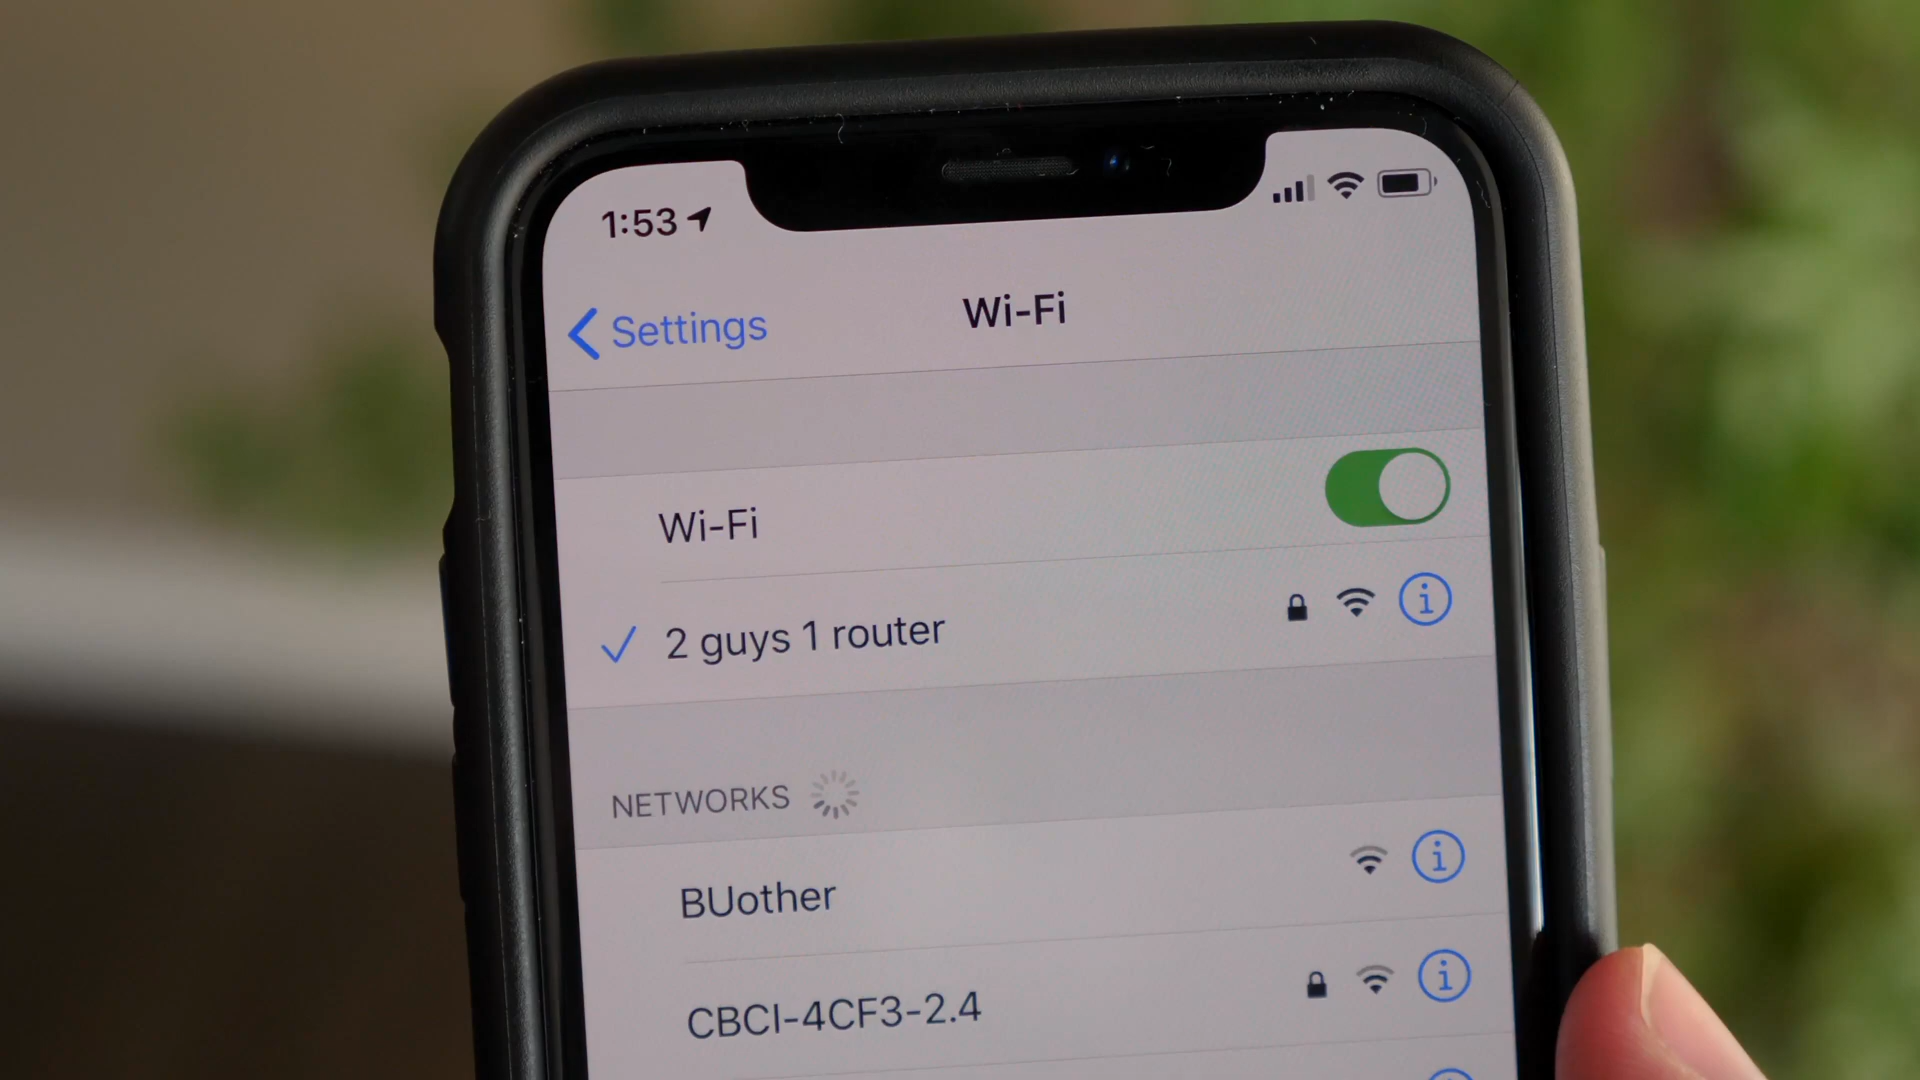 1:53
Settings
Wi-Fi
Wi-Fi
2 guys 1 router
NETWORKS
BUother
CBCI-4CF3-2.4